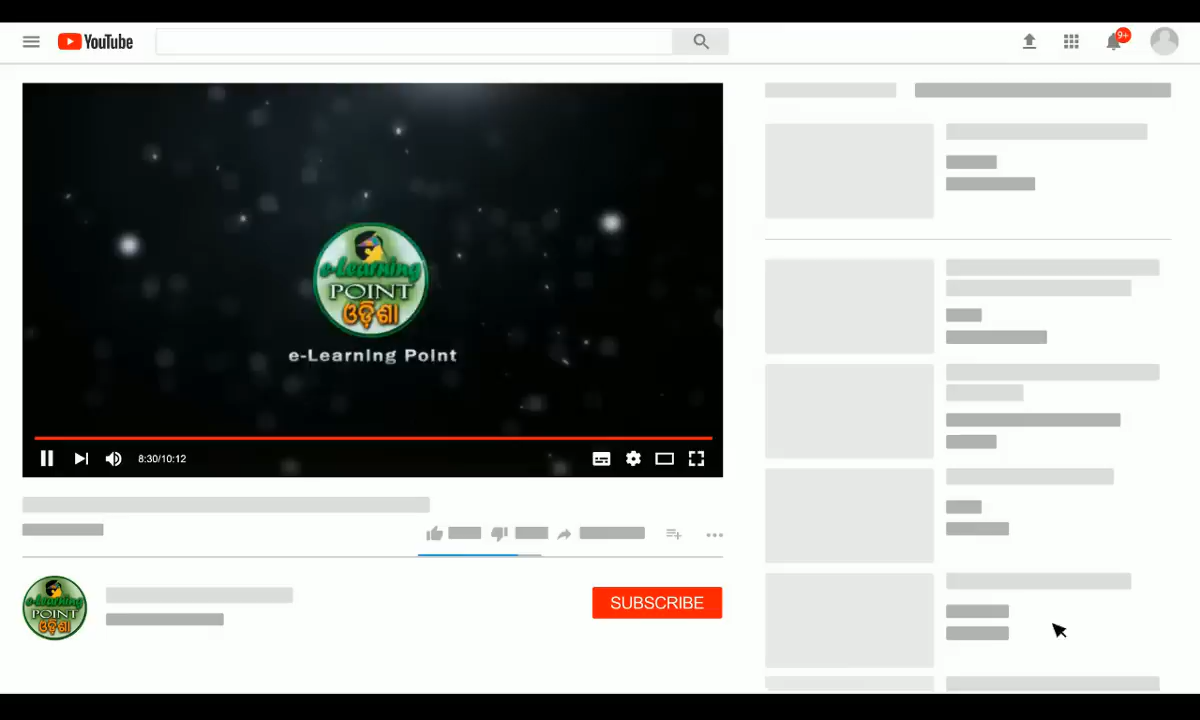 YouTube
9+
e-Learning
POINT
ଓଡ଼ିଶା
e-Learning Point
8:30/10:12
e-Learning
POINT
ଓଡ଼ିଶା
SUBSCRIBE